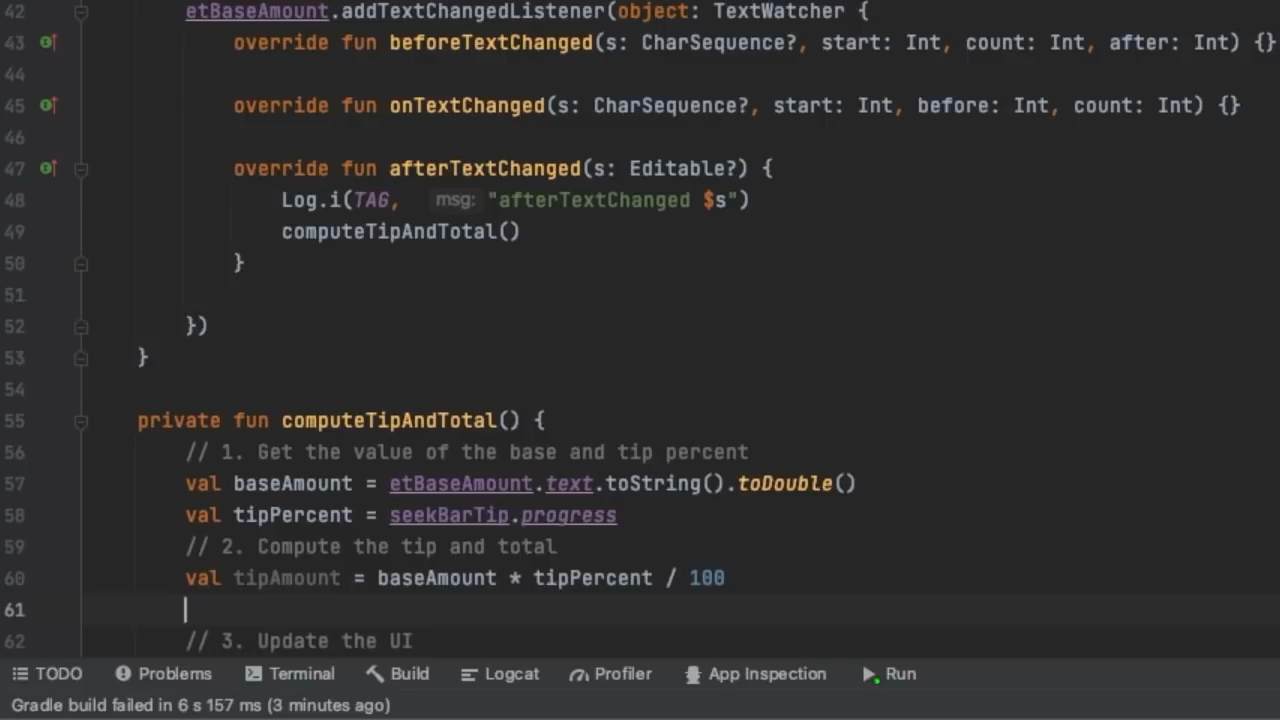 42 etBaseAmount.addTextChangedListener(object: TextWatcher {
43 override fun beforeTextChanged(s: CharSequence?, start: Int, count: Int, after: Int) {}
44
45 override fun onTextChanged(s: CharSequence?, start: Int, before: Int, count: Int) {}
46
47 override fun afterTextChanged(s: Editable?) {
48 Log.i(TAG, msg: "afterTextChanged $s")
49 computeTipAndTotal()
50 }
51
52 })
53 }
54
55 private fun computeTipAndTotal() {
56 // 1. Get the value of the base and tip percent
57 val baseAmount = etBaseAmount.text.toString().toDouble()
58 val tipPercent = seekBarTip.progress
59 // 2. Compute the tip and total
60 val tipAmount = baseAmount * tipPercent / 100
61
62 // 3. Update the UI
TODO Problems Terminal Build Logcat Profiler App Inspection Run
Gradle build failed in 6 s 157 ms (3 minutes ago)